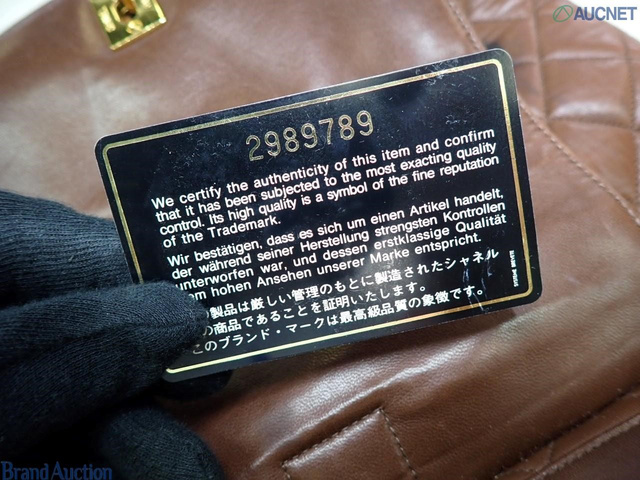 AUCNET
2989789
We certify the authenticity of this item and confirm
that it has been subjected to the most exacting quality
control. Its high quality is a symbol of the fine reputation
of the Trademark.
Wir bestätigen, dass es sich um einen Artikel handelt,
der während seiner Herstellung strengsten Kontrollen
unterworfen war, und dessen erstklassige Qualität
dem hohen Ansehen unserer Marke entspricht.
製品は厳しい管理のもとに製造されたシャネル
の商品であることを証明いたします。
このブランド・マークは最高級品質の象徴です。
Brand Auction